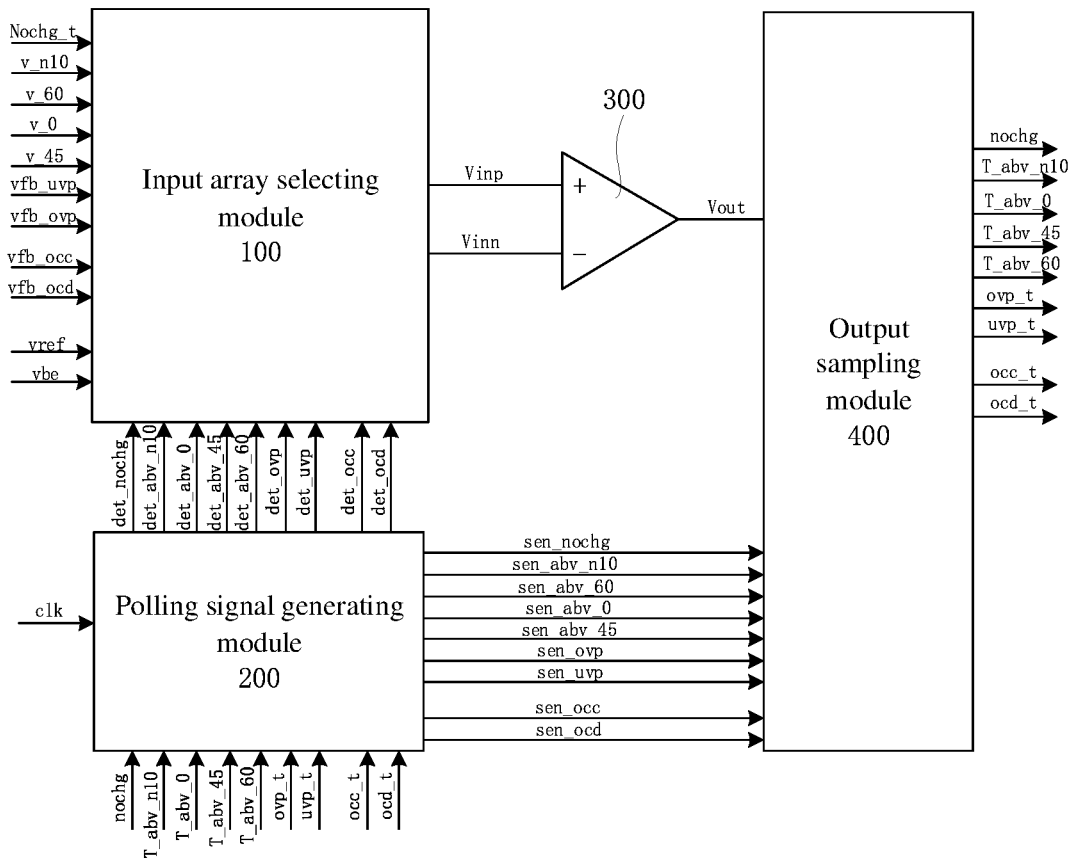 Nochg_t
v_n10
v_60
v_0
v_45
vfb_uvp
vfb_ovp
vfb_occ
vfb_ocd
vref
vbe
Input array selecting
module
100
Vinp
Vinn
300
+
−
Vout
Output
sampling
module
400
nochg
T_abv_n10
T_abv_0
T_abv_45
T_abv_60
ovp_t
uvp_t
occ_t
ocd_t
det_nochg
det_abv_n10
det_abv_0
det_abv_45
det_abv_60
det_ovp
det_uvp
det_occ
det_ocd
clk
Polling signal generating
module
200
sen_nochg
sen_abv_n10
sen_abv_60
sen_abv_0
sen_abv_45
sen_ovp
sen_uvp
sen_occ
sen_ocd
nochg
T_abv_n10
T_abv_0
T_abv_45
T_abv_60
ovp_t
uvp_t
occ_t
ocd_t